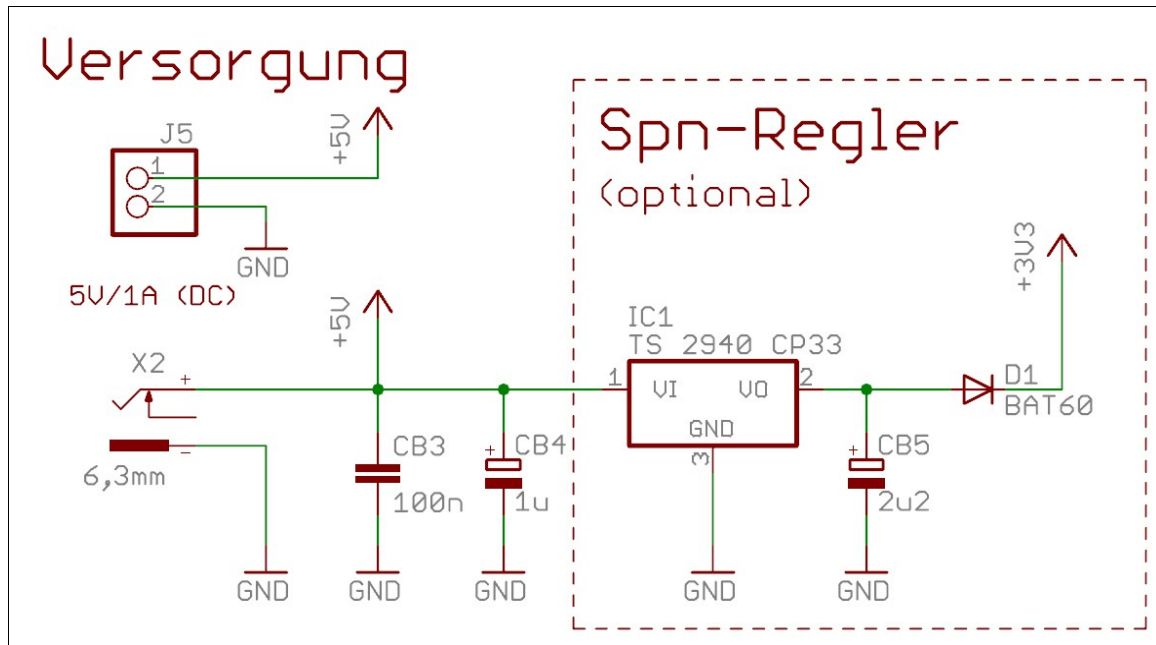 Versorgung
J5
1
2
+5V
GND
5V/1A (DC)
+5V
X2
+
-
6,3mm
GND
CB3
100n
GND
+
CB4
1u
GND
Spn-Regler
(optional)
IC1
TS 2940 CP33
1
VI
VO
2
GND
3
GND
+
CB5
2u2
GND
D1
BAT60
+3V3